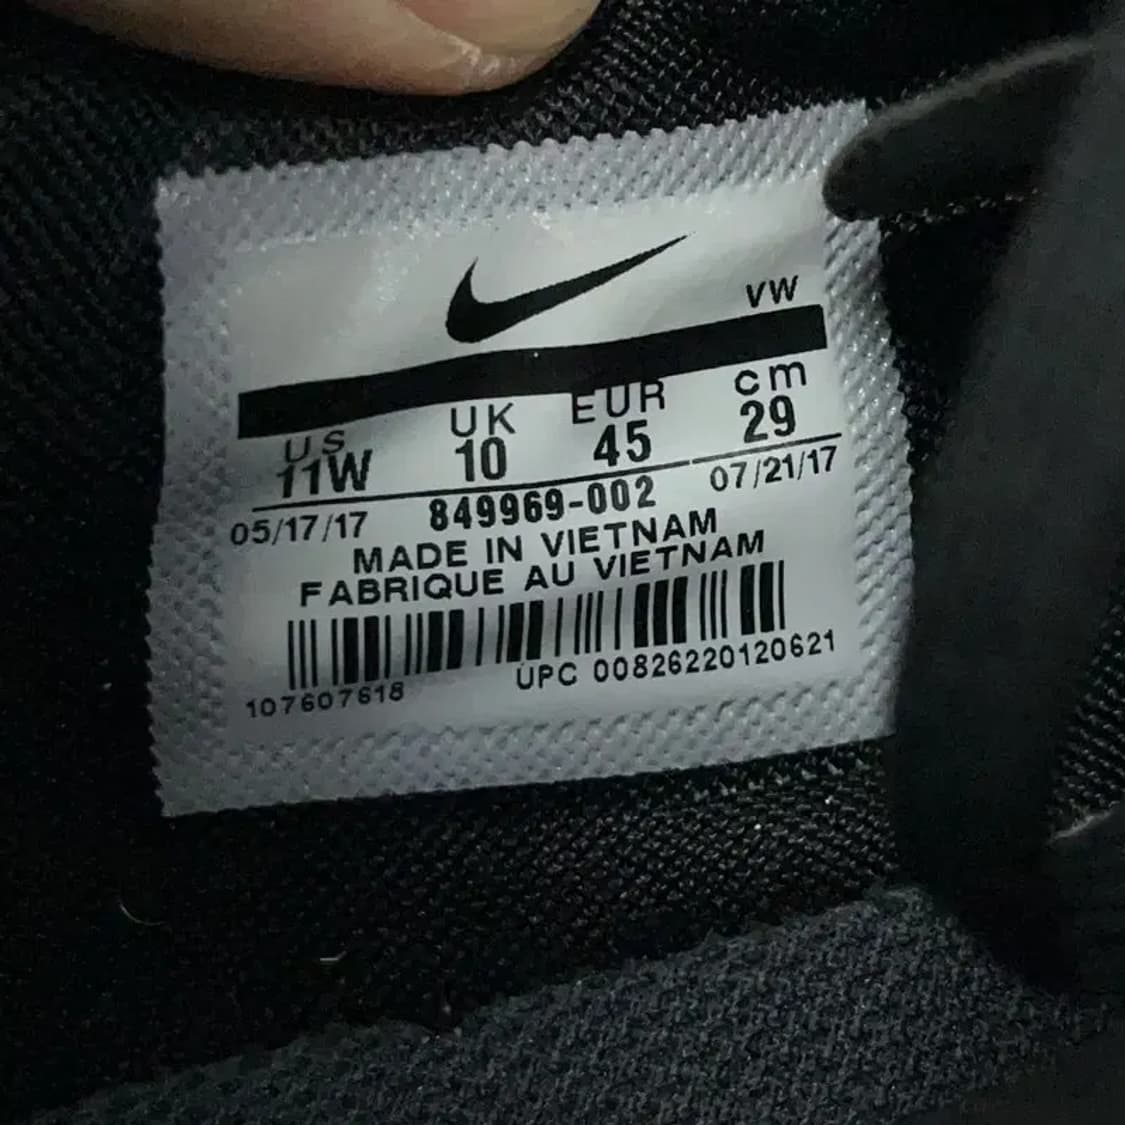 VW
US UK EUR cm
11W 10 45 29
05/17/17 849969-002 07/21/17
MADE IN VIETNAM
FABRIQUE AU VIETNAM
107607618 UPC 00826220120621